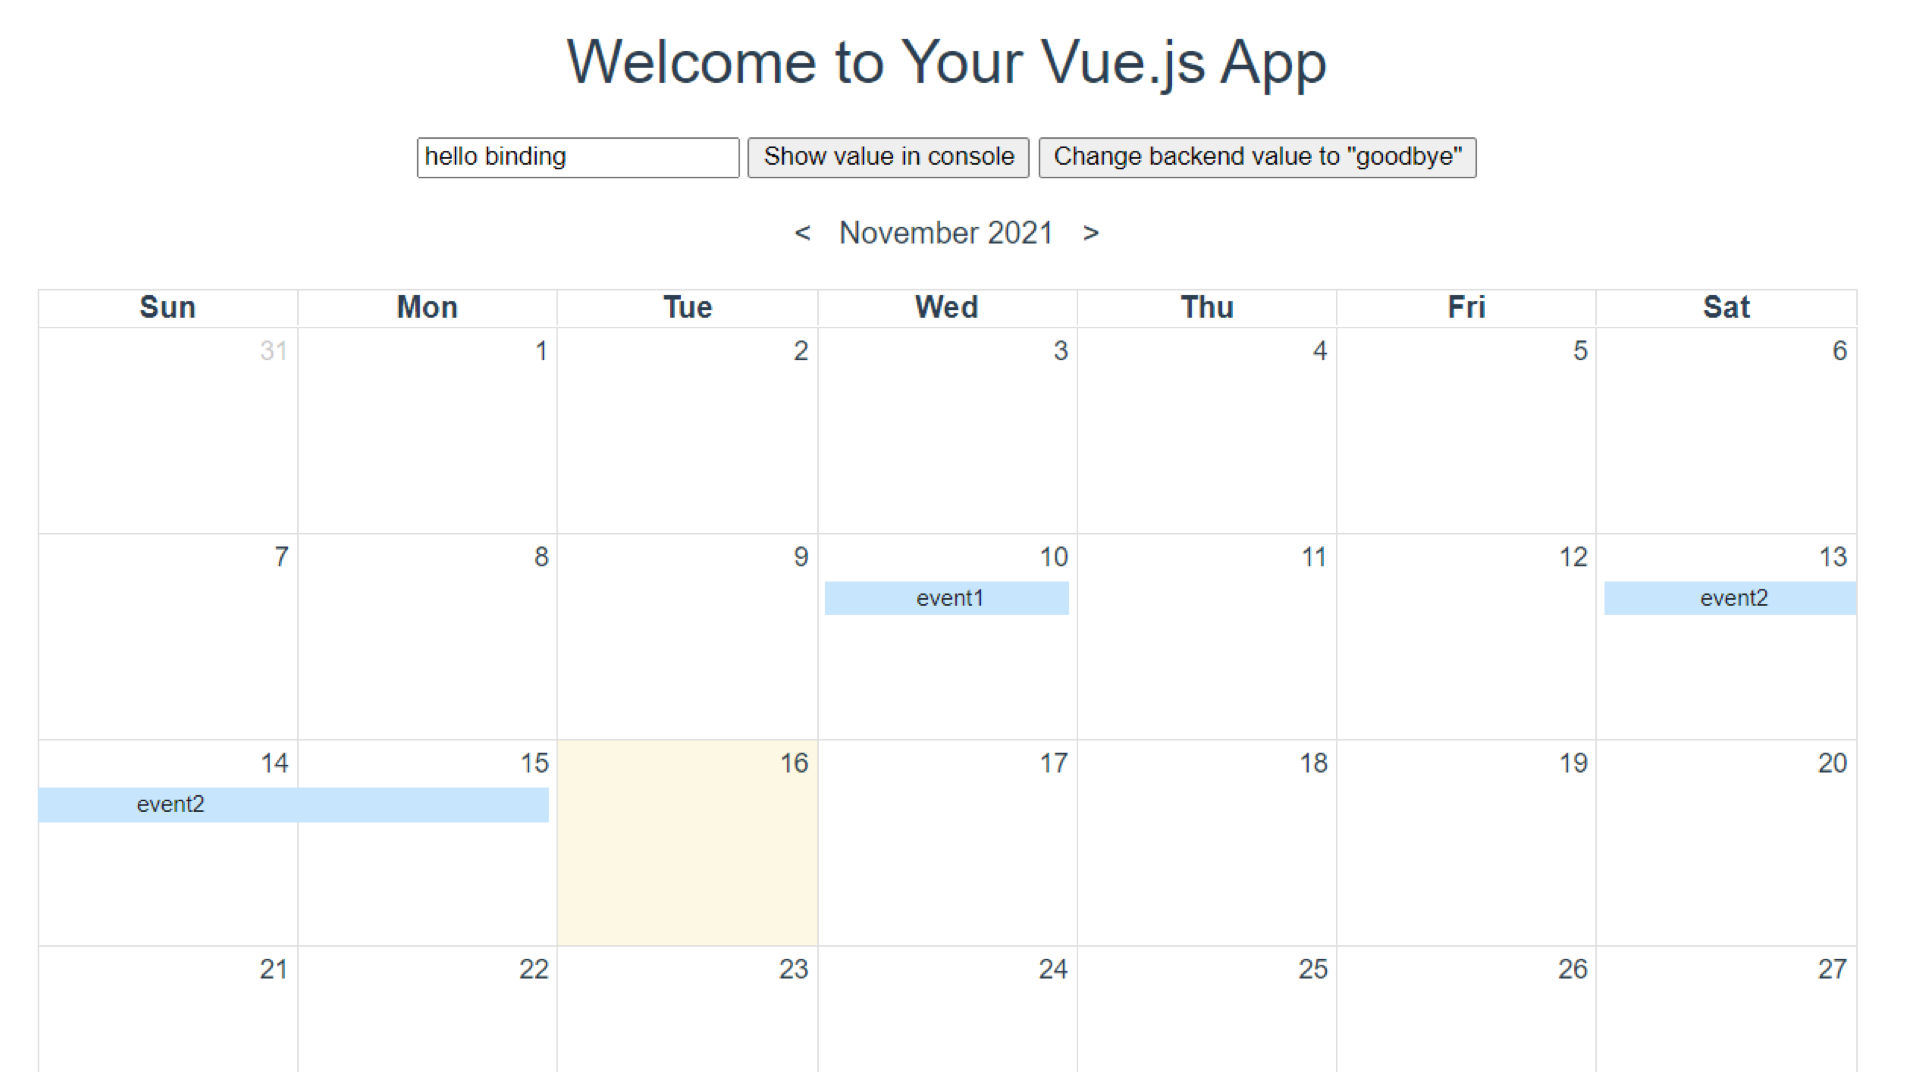 Welcome to Your Vue.js App
hello binding Show value in console Change backend value to "goodbye"
< November 2021 >
Sun Mon Tue Wed Thu Fri Sat
31 1 2 3 4 5 6
7 8 9 10 11 12 13
event1 event2
14 15 16 17 18 19 20
event2
21 22 23 24 25 26 27